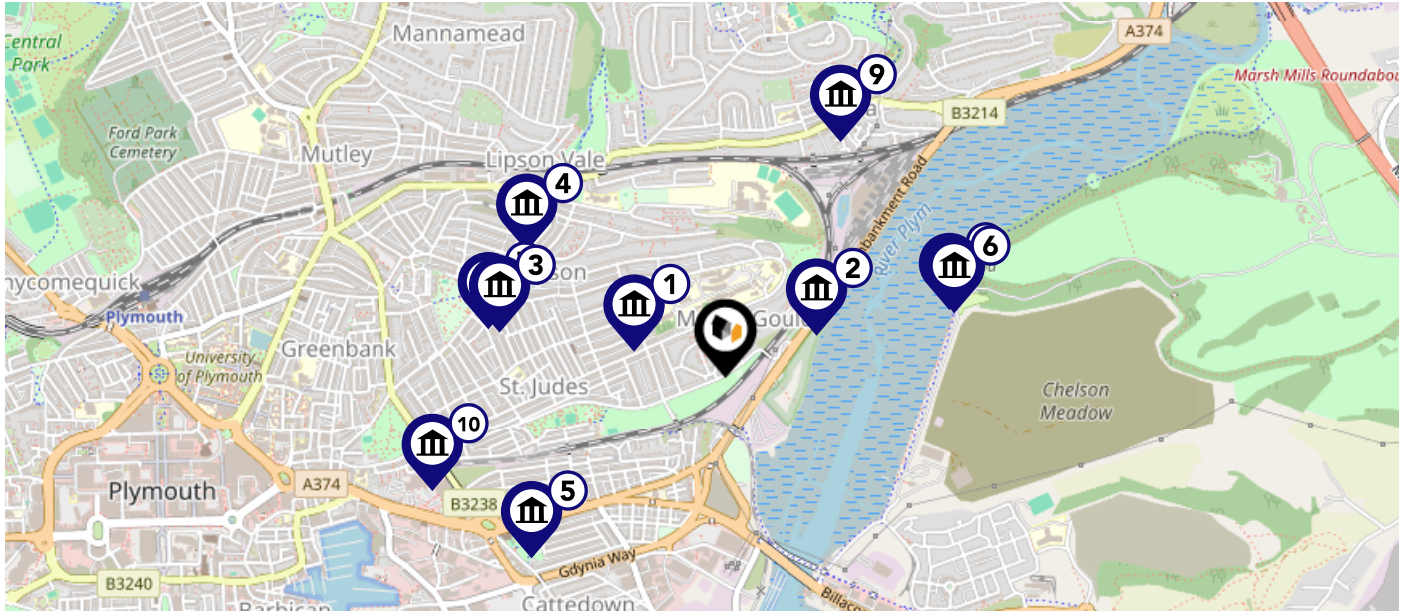 Mannamead
A374
Central
Park
9
Marsh Mills Roundabou
B3214
Ford Park
Cemetery
Mutley
Lipson Vale
4
Embankment Road
River Plym
6
3
2
1
Plymouth
Greenbank
University
of Plymouth
St. Judes
Chelson
Meadow
10
Plymouth
A374
B3238
5
Gdynia Way
B3240
Cattedown
Barbican